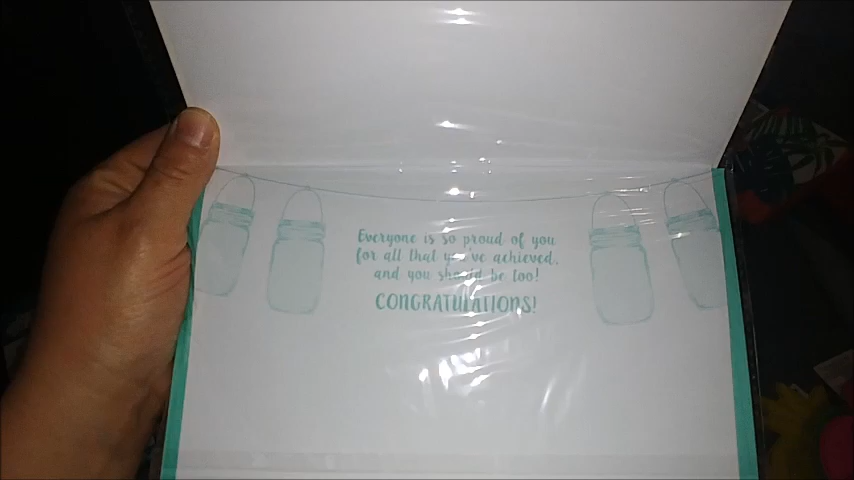 Everyone is so proud of you
for all that you've achieved,
and you should be too!
CONGRATULATIONS!